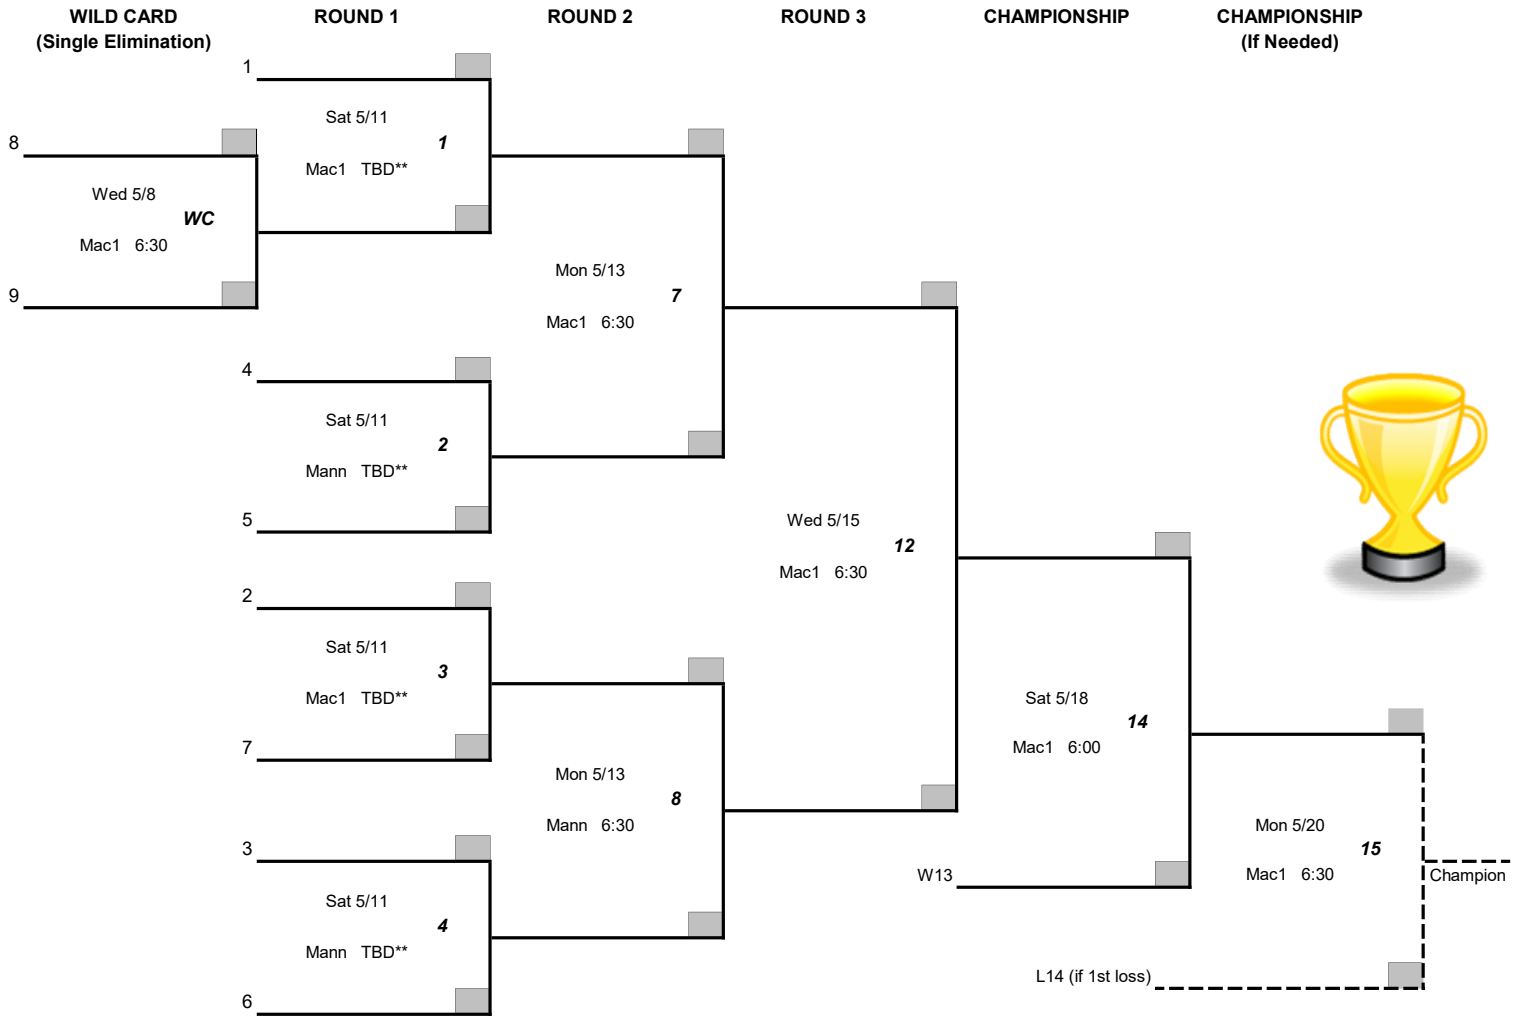 WILD CARD
(Single Elimination)
ROUND 1
ROUND 2
ROUND 3
CHAMPIONSHIP
CHAMPIONSHIP
(If Needed)
1
Sat 5/11
1
Mac1 TBD**
8
Wed 5/8
WC
Mac1 6:30
9
Mon 5/13
7
Mac1 6:30
4
Sat 5/11
2
Mann TBD**
5
Wed 5/15
12
Mac1 6:30
2
Sat 5/11
3
Mac1 TBD**
7
Mon 5/13
8
Mann 6:30
3
Sat 5/11
4
Mann TBD**
6
Sat 5/18
14
Mac1 6:00
W13
Mon 5/20
15
Mac1 6:30
Champion
L14 (if 1st loss)